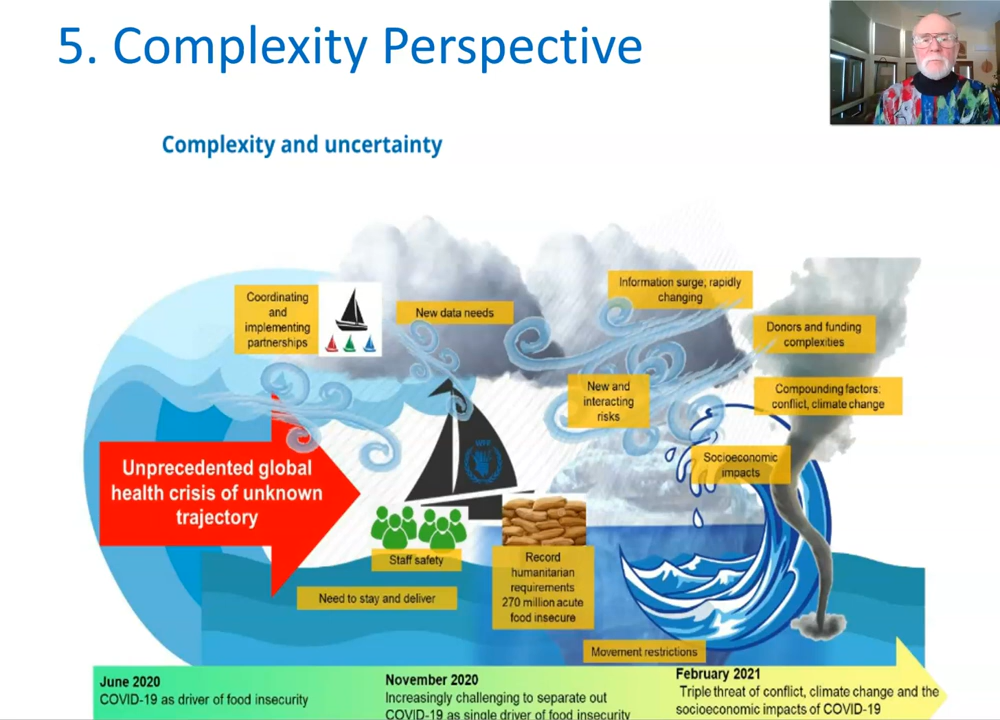 5. Complexity Perspective
Complexity and uncertainty
Coordinating
and
implementing
partnerships
New data needs
Information surge, rapidly
changing
Donors and funding
complexities
New and
interacting
risks
Compounding factors:
conflict, climate change
Socioeconomic
impacts
Unprecedented global
health crisis of unknown
trajectory
WFP
Staff safety
Record
humanitarian
requirements
270 million acute
food insecure
Need to stay and deliver
Movement restrictions
June 2020
COVID-19 as driver of food insecurity
November 2020
Increasingly challenging to separate out
COVID-19 as single driver of food insecurity
February 2021
Triple threat of conflict, climate change and the
socioeconomic impacts of COVID-19